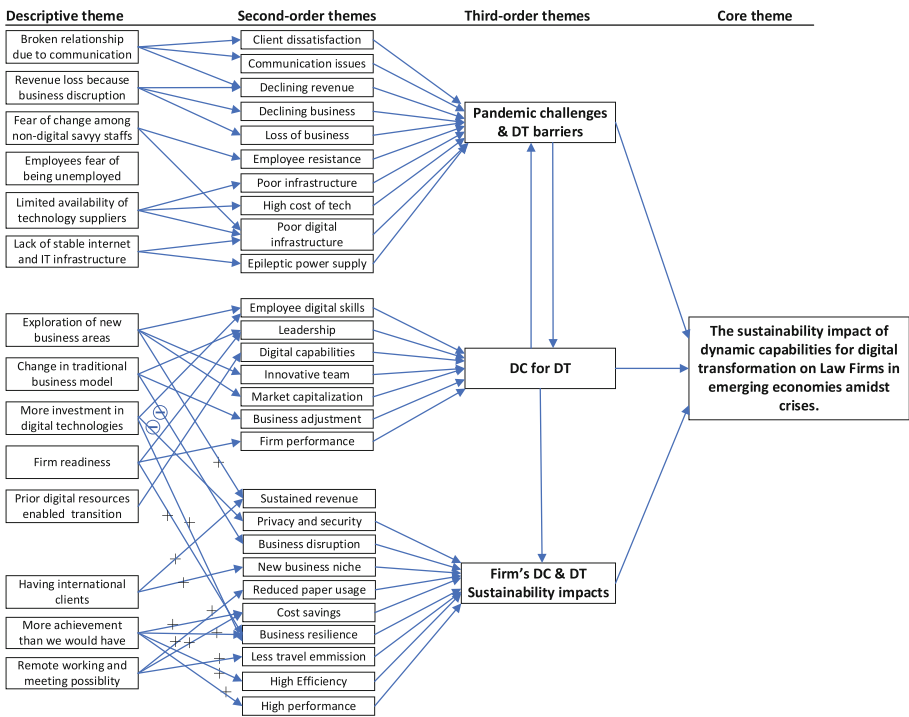 Descriptive theme
Second-order themes
Third-order themes
Core theme
Broken relationship
due to communication
Revenue loss because
business disruption
Fear of change among
non-digital savvy staffs
Employees fear of
being unemployed
Limited availability of
technology suppliers
Lack of stable internet
and IT infrastructure
Exploration of new
business areas
Change in traditional
business model
More investment in
digital technologies
Firm readiness
Prior digital resources
enabled transition
Having international
clients
More achievement
than we would have
Remote working and
meeting possiblity
Client dissatisfaction
Communication issues
Declining revenue
Declining business
Loss of business
Employee resistance
Poor infrastructure
High cost of tech
Poor digital
infrastructure
Epileptic power supply
Employee digital skills
Leadership
Digital capabilities
Innovative team
Market capitalization
Business adjustment
Firm performance
Sustained revenue
Privacy and security
Business disruption
New business niche
Reduced paper usage
Cost savings
Business resilience
Less travel emmission
High Efficiency
High performance
Pandemic challenges
& DT barriers
DC for DT
Firm's DC & DT
Sustainability impacts
The sustainability impact of
dynamic capabilities for digital
transformation on Law Firms in
emerging economies amidst
crises.